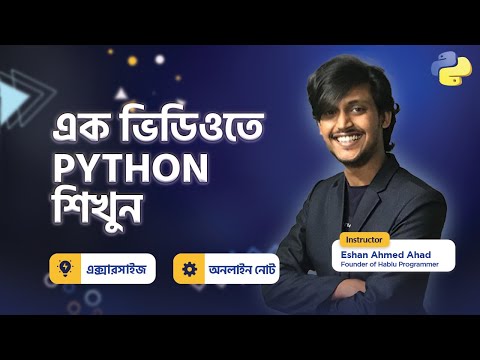 এক ভিডিওতে
PYTHON
শিখুন
এক্সারসাইজ
অনলাইন নোট
Instructor
Eshan Ahmed Ahad
Founder of Hablu Programmer